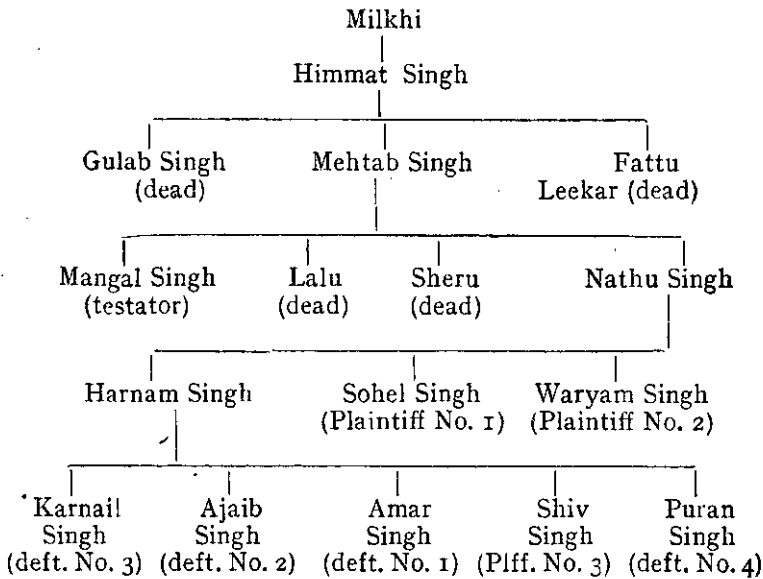 Milkhi
Himmat Singh
Gulab Singh Mehtab Singh Fattu
(dead) Leekar (dead)
Mangal Singh Lalu Sheru Nathu Singh
(testator) (dead) (dead)
Harnam Singh Sohel Singh Waryam Singh
(Plaintiff No. 1) (Plaintiff No. 2)
Karnail Ajaib Amar Shiv Puran
Singh Singh Singh Singh Singh
(deft. No. 3) (deft. No. 2) (deft. No. 1) (Plff. No. 3) (deft. No. 4)